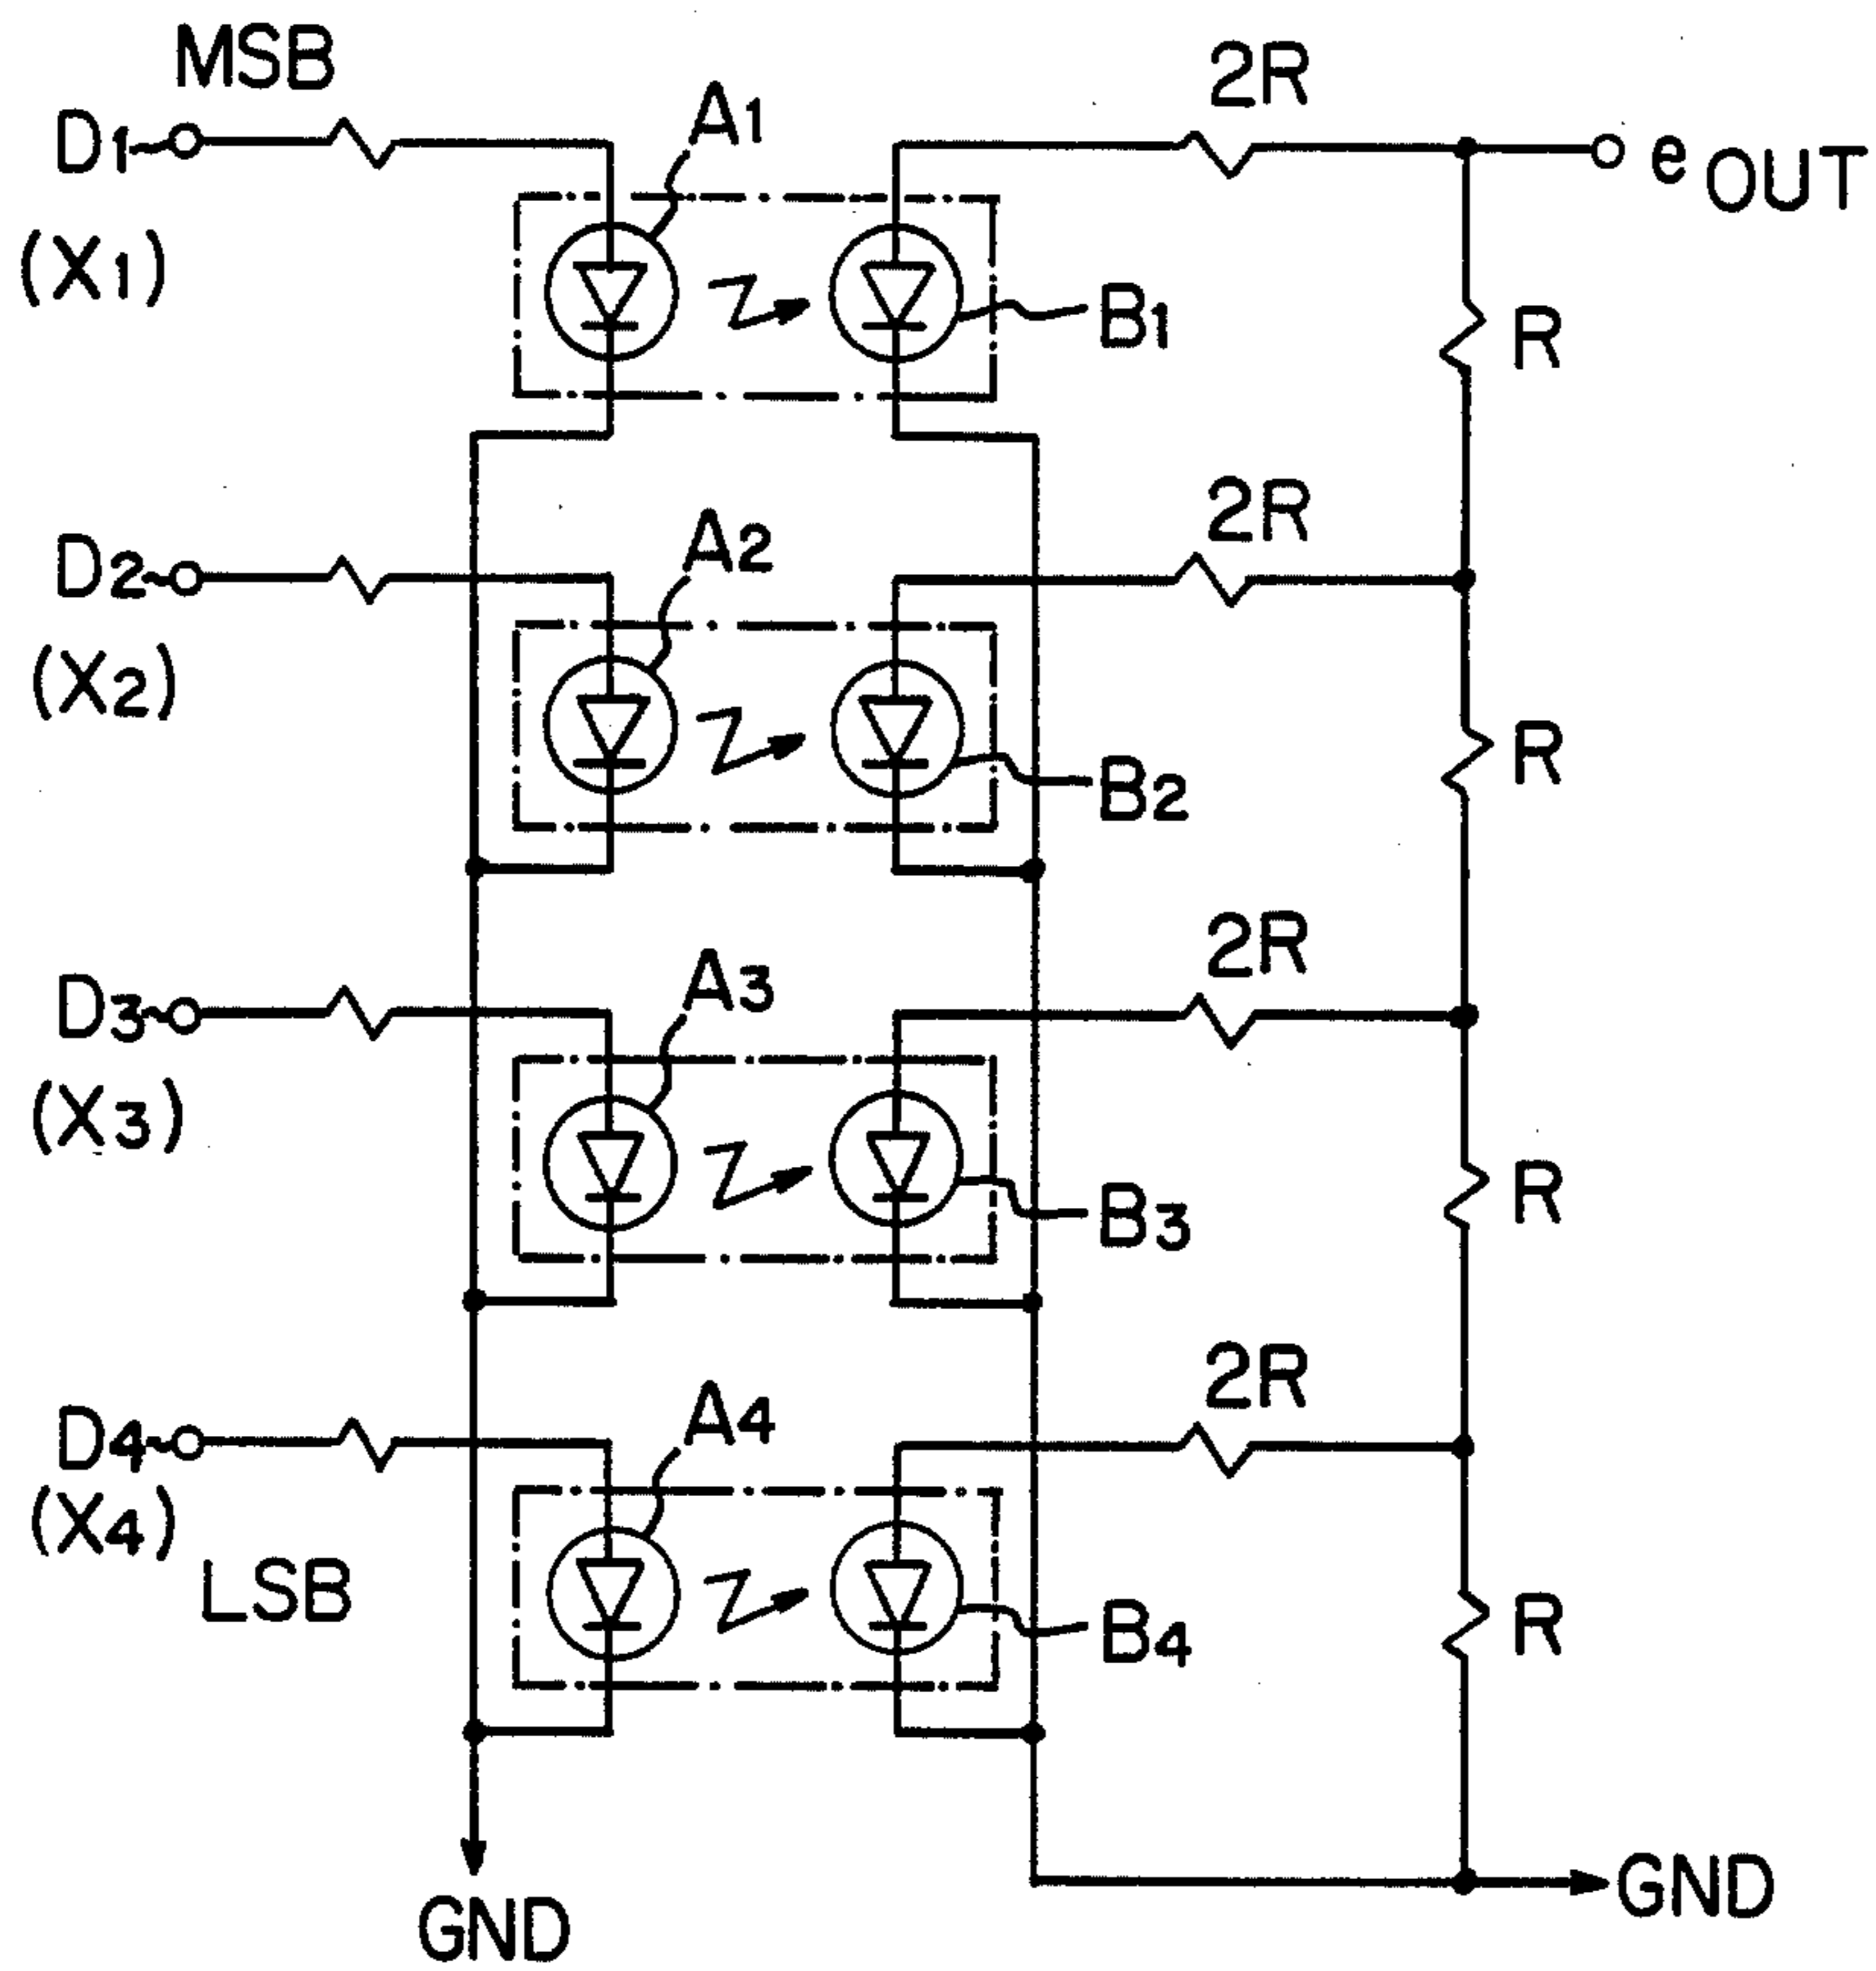 MSB
D1
(X1)
A1
B1
2R
e OUT
R
D2
(X2)
A2
B2
2R
R
D3
(X3)
A3
B3
2R
R
D4
(X4)
LSB
A4
B4
2R
R
GND
GND